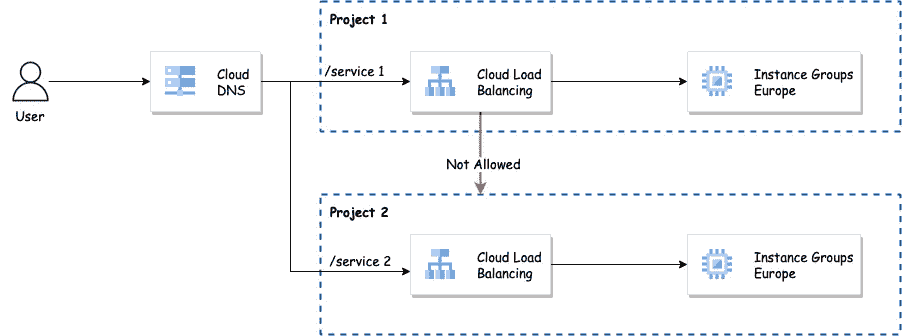 Project 1
User
Cloud
DNS
/service 1
Cloud Load
Balancing
Instance Groups
Europe
Not Allowed
Project 2
/service 2
Cloud Load
Balancing
Instance Groups
Europe